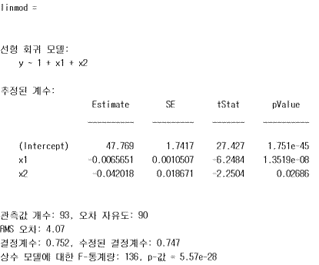 linmod =
선형 회귀 모델:
y ~ 1 + x1 + x2
추정된 계수:
Estimate SE tStat pValue
(Intercept) 47.769 1.7417 27.427 1.751e-45
x1 -0.0065651 0.0010507 -6.2484 1.3519e-08
x2 -0.042018 0.018671 -2.2504 0.02686
관측값 개수: 93, 오차 자유도: 90
RMS 오차: 4.07
결정계수: 0.752, 수정된 결정계수: 0.747
상수 모델에 대한 F-통계량: 136, p-값 = 5.57e-28